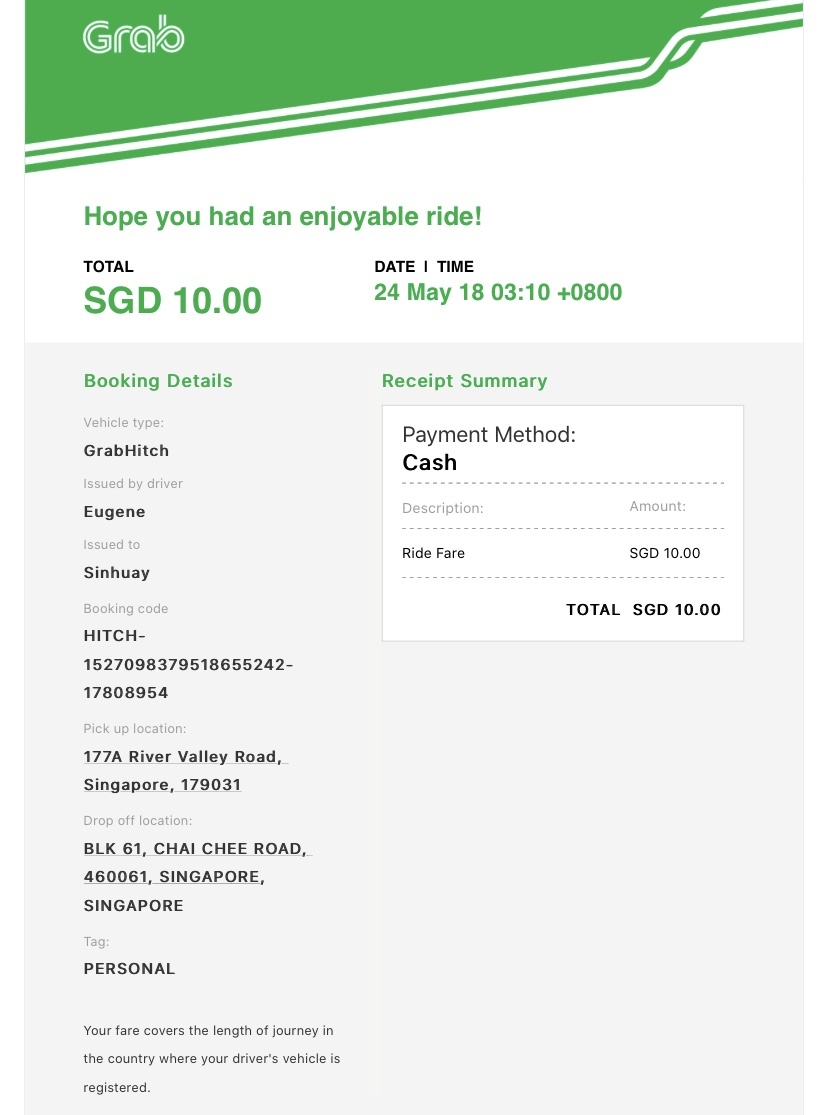 Grab
Hope you had an enjoyable ride!
TOTAL
SGD 10.00
DATE | TIME
24 May 18 03:10 +0800
Booking Details
Vehicle type:
GrabHitch
Issued by driver
Eugene
Issued to
Sinhuay
Booking code
HITCH-
1527098379518655242-
17808954
Pick up location:
177A River Valley Road,
Singapore, 179031
Drop off location:
BLK 61, CHAI CHEE ROAD,
460061, SINGAPORE,
SINGAPORE
Tag:
PERSONAL
Your fare covers the length of journey in
the country where your driver's vehicle is
registered.
Receipt Summary
Payment Method:
Cash
Description: Amount:
Ride Fare SGD 10.00
TOTAL SGD 10.00